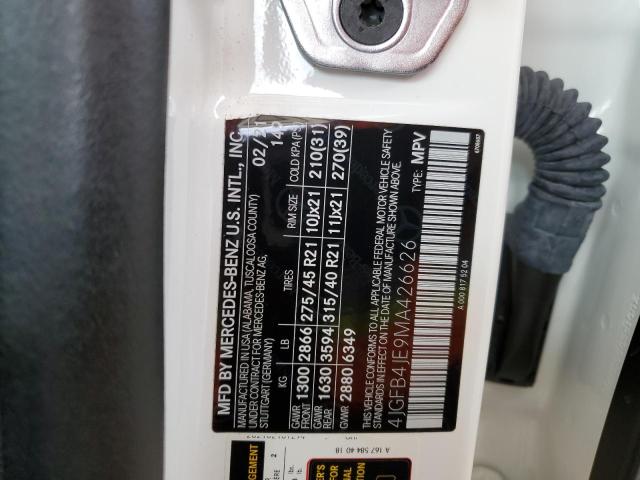 MFD BY MERCEDES-BENZ U.S. INTL., INC.
MANUFACTURED IN USA (ALABAMA, TUSCALOOSA COUNTY)
UNDER CONTRACT FOR MERCEDES-BENZ AG,
STUTTGART (GERMANY)
KG LB TIRES RIM SIZE COLD KPA
GAWR FRONT 1300 2866 275/45 R21 10Jx21 210(31)
GAWR REAR 1630 3594 315/40 R21 11Jx21 270(39)
GVWR 2880 6349
THIS VEHICLE CONFORMS TO ALL APPLICABLE FEDERAL MOTOR VEHICLE SAFETY
STANDARDS IN EFFECT ON THE DATE OF MANUFACTURE SHOWN ABOVE.
4JGFB4JE9MA426626 TYPE: MPV
A 000 817 52 04
A 167 584 40 18